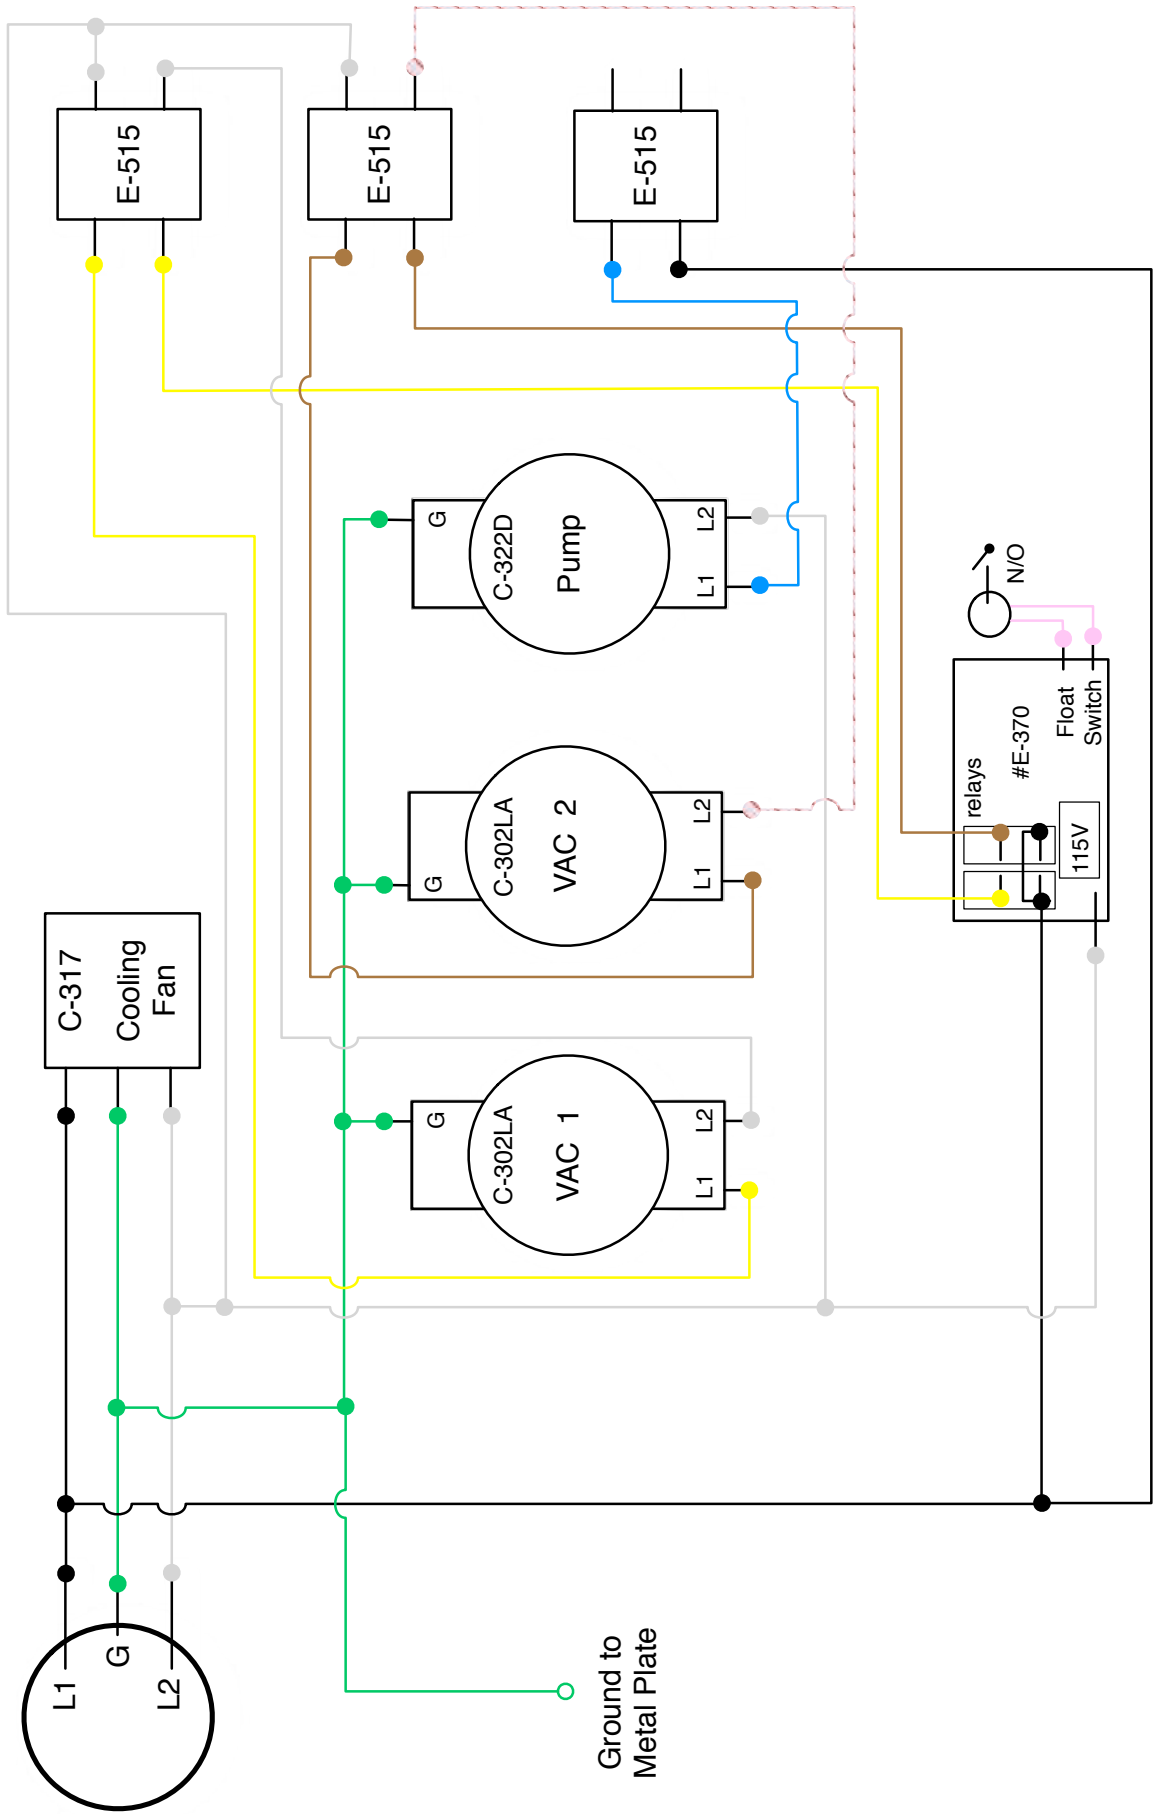 E-515
E-515
E-515
G
C-322D
Pump
L2
L1
N/O
Float
Switch
#E-370
relays
115V
G
C-302LA
VAC 2
L2
L1
C-317
Cooling
Fan
G
C-302LA
VAC 1
L2
L1
L1
G
L2
Ground to
Metal Plate